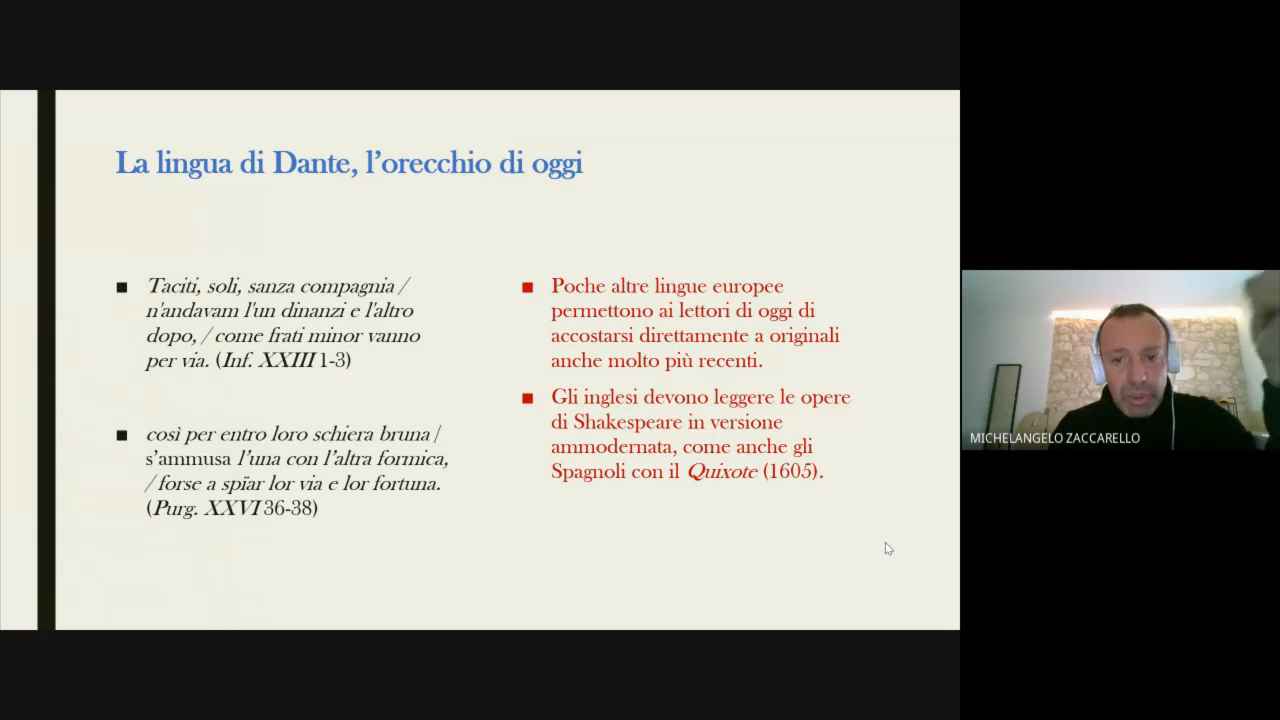 La lingua di Dante, l’orecchio di oggi
■ Taciti, soli, sanza compagnia /
n'andavam l'un dinanzi e l'altro
dopo, / come frati minor vanno
per via. (Inf. XXIII 1-3)
■ così per entro loro schiera bruna /
s’ammusa l’una con l’altra formica,
/ forse a spïar lor via e lor fortuna.
(Purg. XXVI 36-38)
■ Poche altre lingue europee
permettono ai lettori di oggi di
accostarsi direttamente a originali
anche molto più recenti.
■ Gli inglesi devono leggere le opere
di Shakespeare in versione
ammodernata, come anche gli
Spagnoli con il Quixote (1605).
MICHELANGELO ZACCARELLO